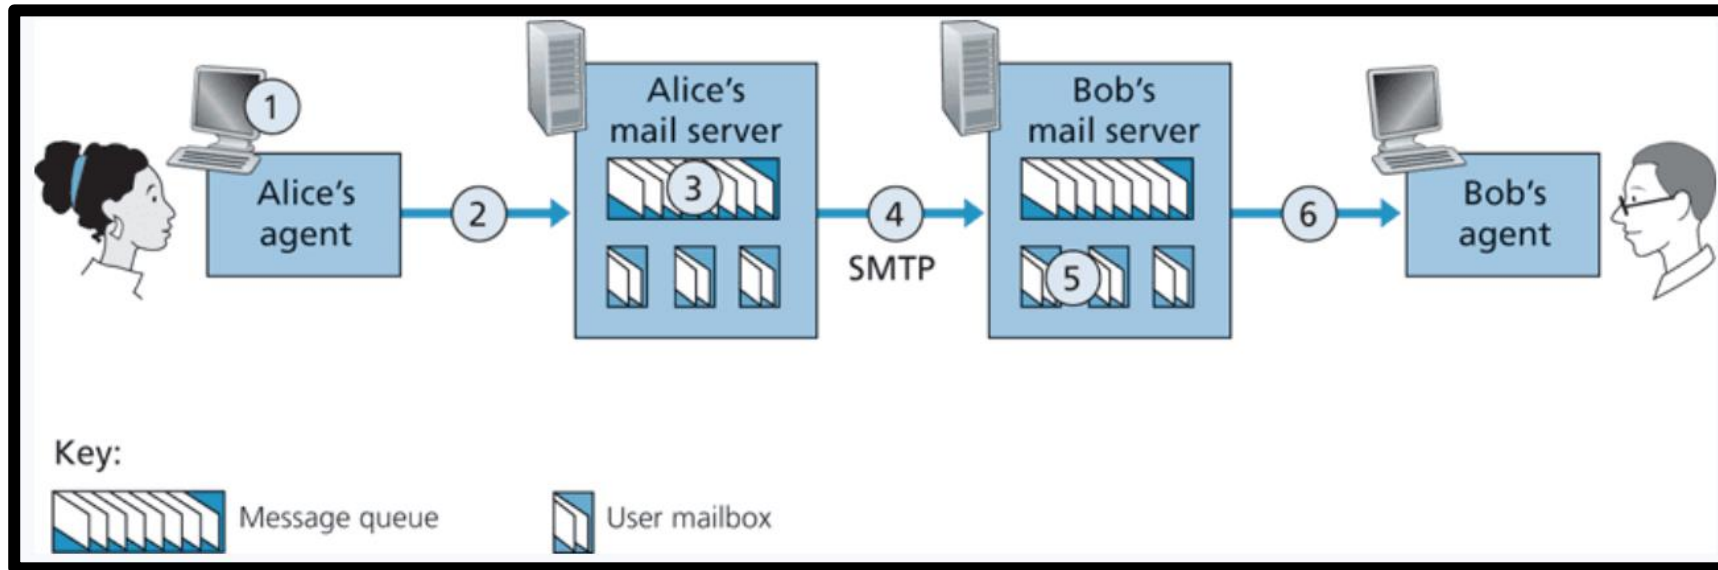 1
Alice's
agent
2
Alice's
mail server
3
4
SMTP
Bob's
mail server
5
6
Bob's
agent
Key:
Message queue
User mailbox